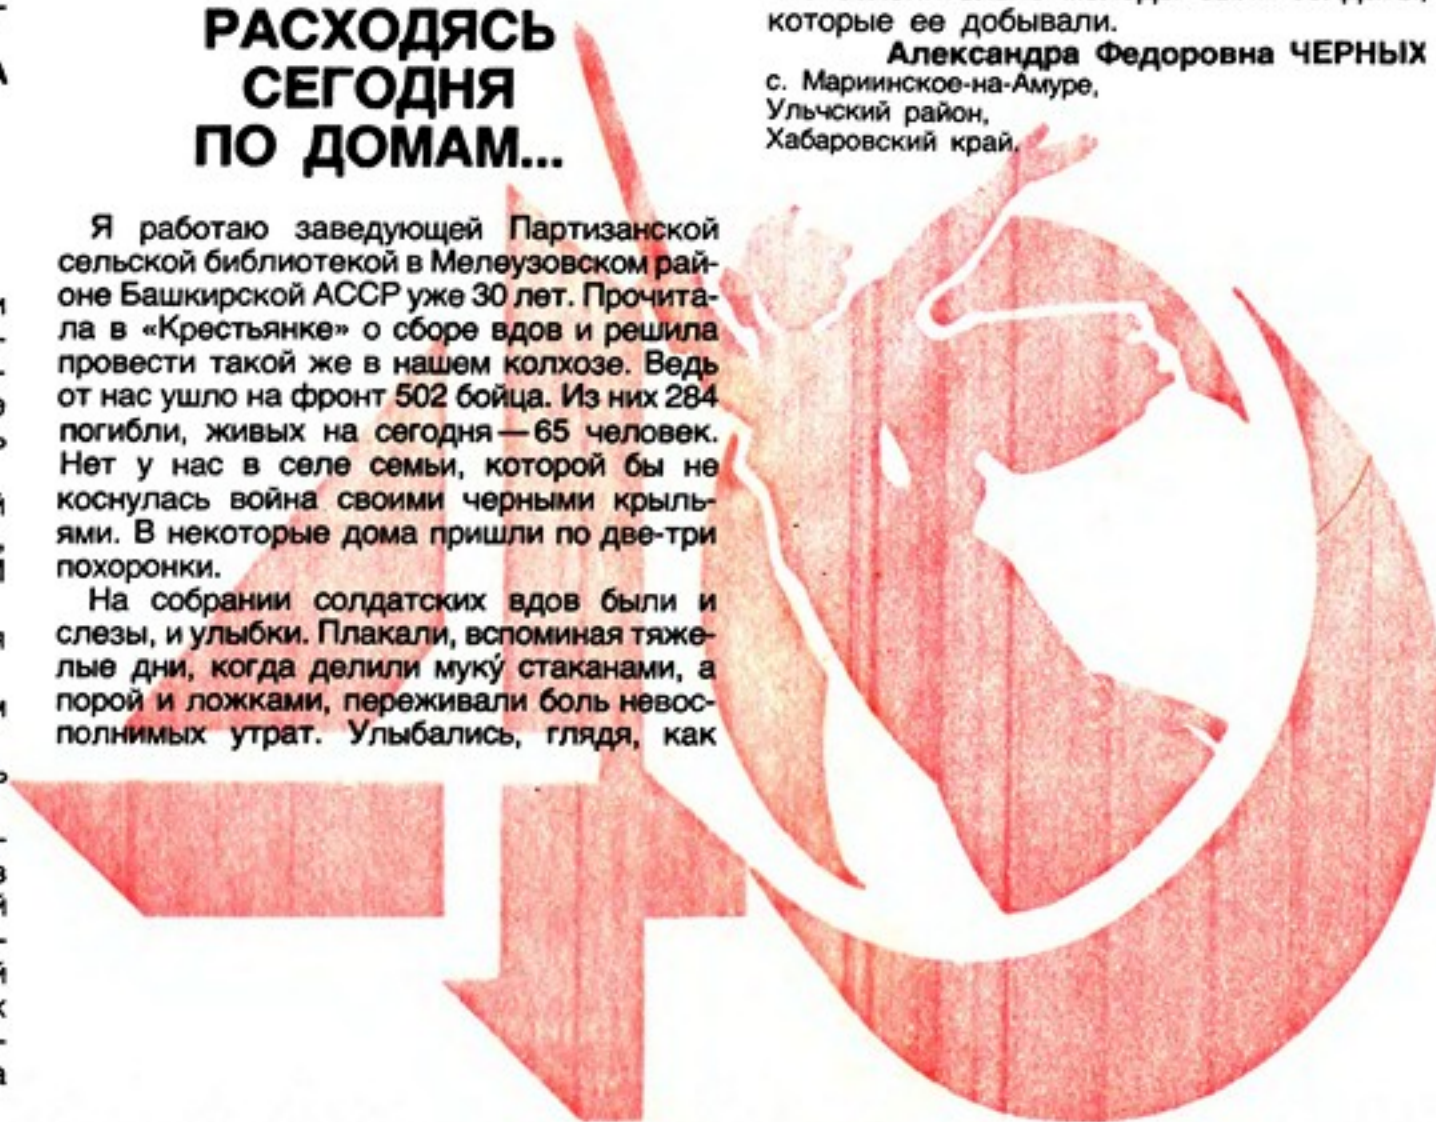 РАСХОДЯСЬ
СЕГОДНЯ
ПО ДОМАМ...
Я работаю заведующей Партизанской
сельской библиотекой в Мелеузовском рай-
оне Башкирской АССР уже 30 лет. Прочита-
ла в «Крестьянке» о сборе вдов и решила
провести такой же в нашем колхозе. Ведь
от нас ушло на фронт 502 бойца. Из них 284
погибли, живых на сегодня — 65 человек.
Нет у нас в селе семьи, которой бы не
коснулась война своими черными крыль-
ями. В некоторые дома пришли по две-три
похоронки.
На собрании солдатских вдов были и
слезы, и улыбки. Плакали, вспоминая тяже-
лые дни, когда делили муку́ стаканами, а
порой и ложками, переживали боль невос-
полнимых утрат. Улыбались, глядя, как
которые ее добывали.
Александра Федоровна ЧЕРНЫХ
с. Мариинское-на-Амуре,
Ульчский район,
Хабаровский край.
40